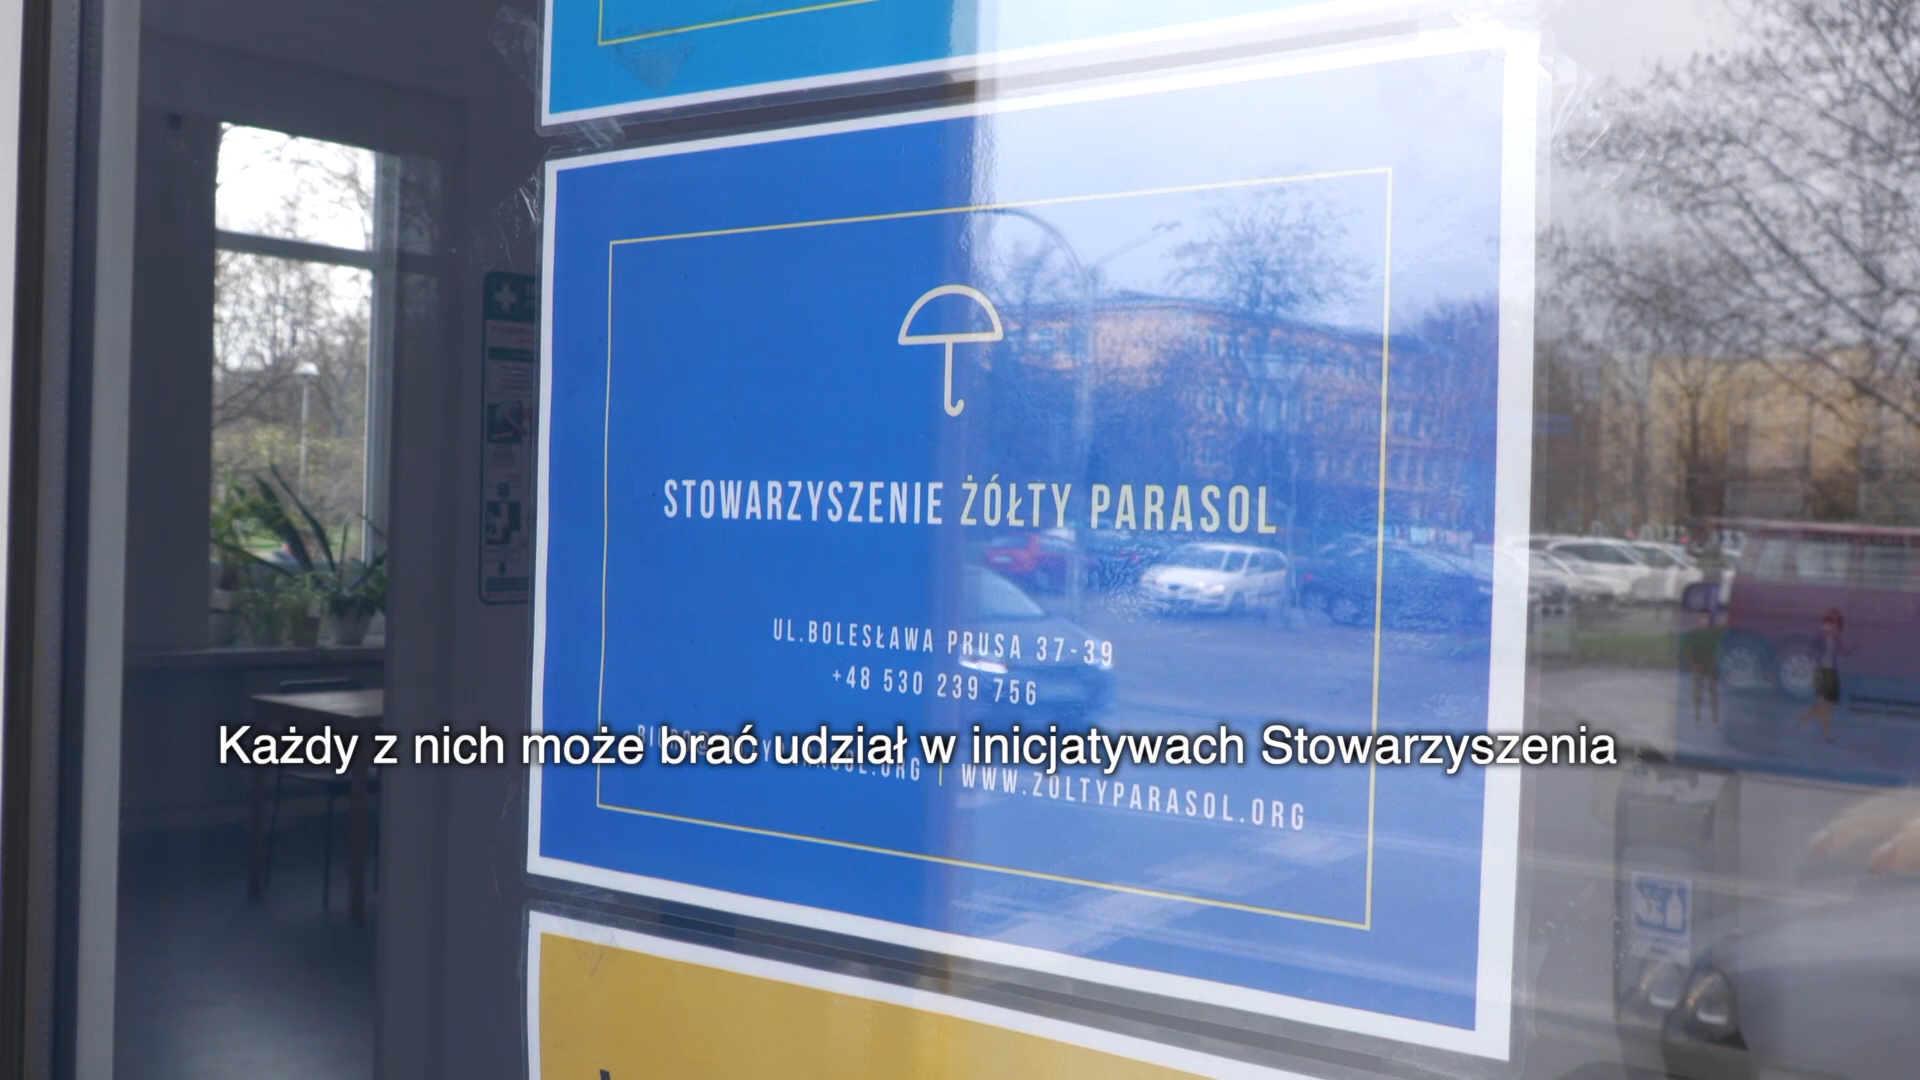 STOWARZYSZENIE ŻÓŁTY PARASOL
UL.BOLESŁAWA PRUSA 37-39
+48 530 239 756
Każdy z nich może brać udział w inicjatywach Stowarzyszenia
WWW.ZOLTYPARASOL.ORG